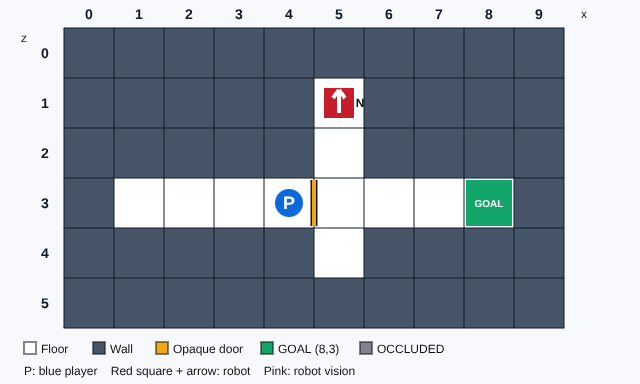 0 1 2 3 4 5 6 7 8 9 x
z
0
1 N
2
3 P GOAL
4
5
Floor Wall Opaque door GOAL (8,3) OCCLUDED
P: blue player Red square + arrow: robot Pink: robot vision